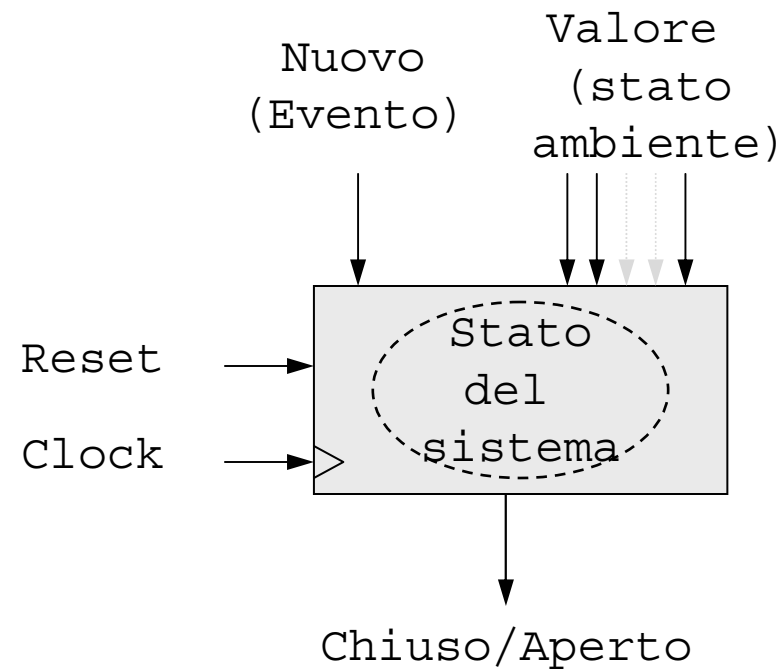 Nuovo
(Evento)
Valore
(stato
ambiente)
Reset
Clock
Stato
del
sistema
Chiuso/Aperto